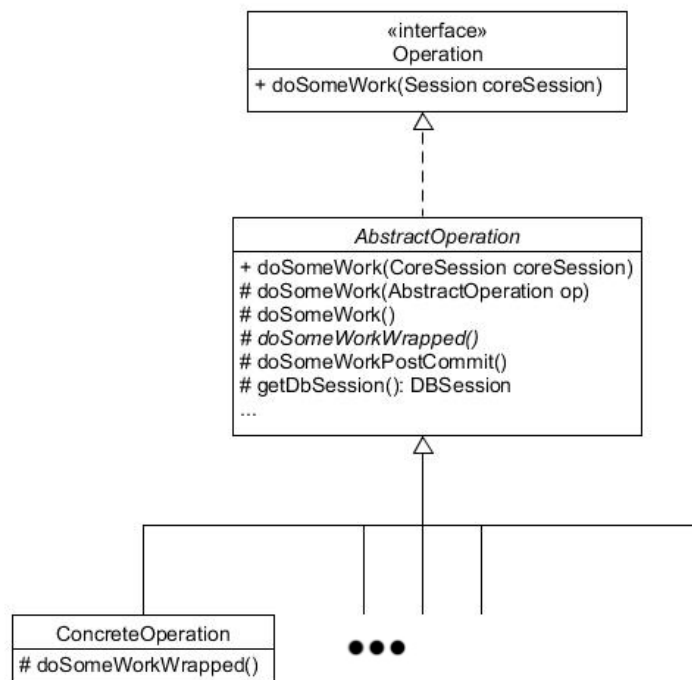 «interface»
Operation
+ doSomeWork(Session coreSession)
AbstractOperation
+ doSomeWork(CoreSession coreSession)
# doSomeWork(AbstractOperation op)
# doSomeWork()
# doSomeWorkWrapped()
# doSomeWorkPostCommit()
# getDbSession(): DBSession
...
ConcreteOperation
# doSomeWorkWrapped()